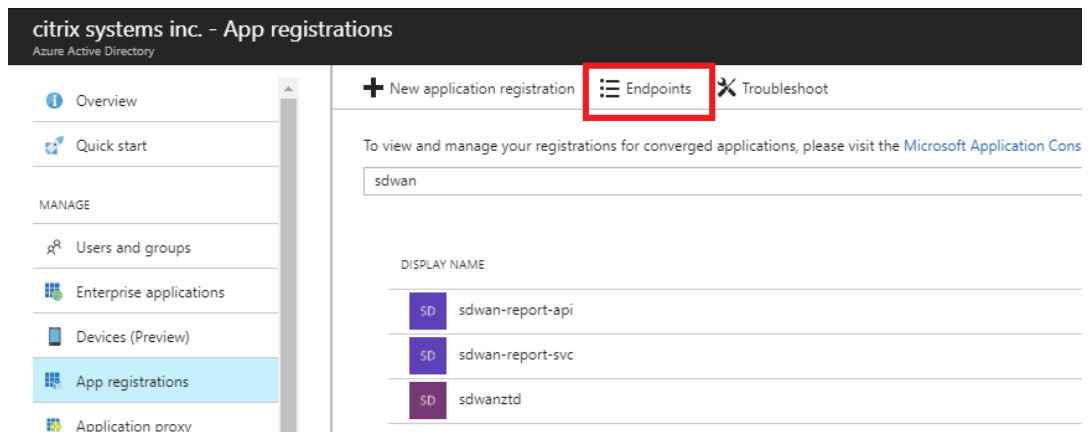 citrix systems inc. - App registrations
Azure Active Directory
Overview
Quick start
MANAGE
Users and groups
Enterprise applications
Devices (Preview)
App registrations
Application proxy
New application registration Endpoints Troubleshoot
To view and manage your registrations for converged applications, please visit the Microsoft Application Cons
sdwan
DISPLAY NAME
SD sdwan-report-api
SD sdwan-report-svc
SD sdwanztd